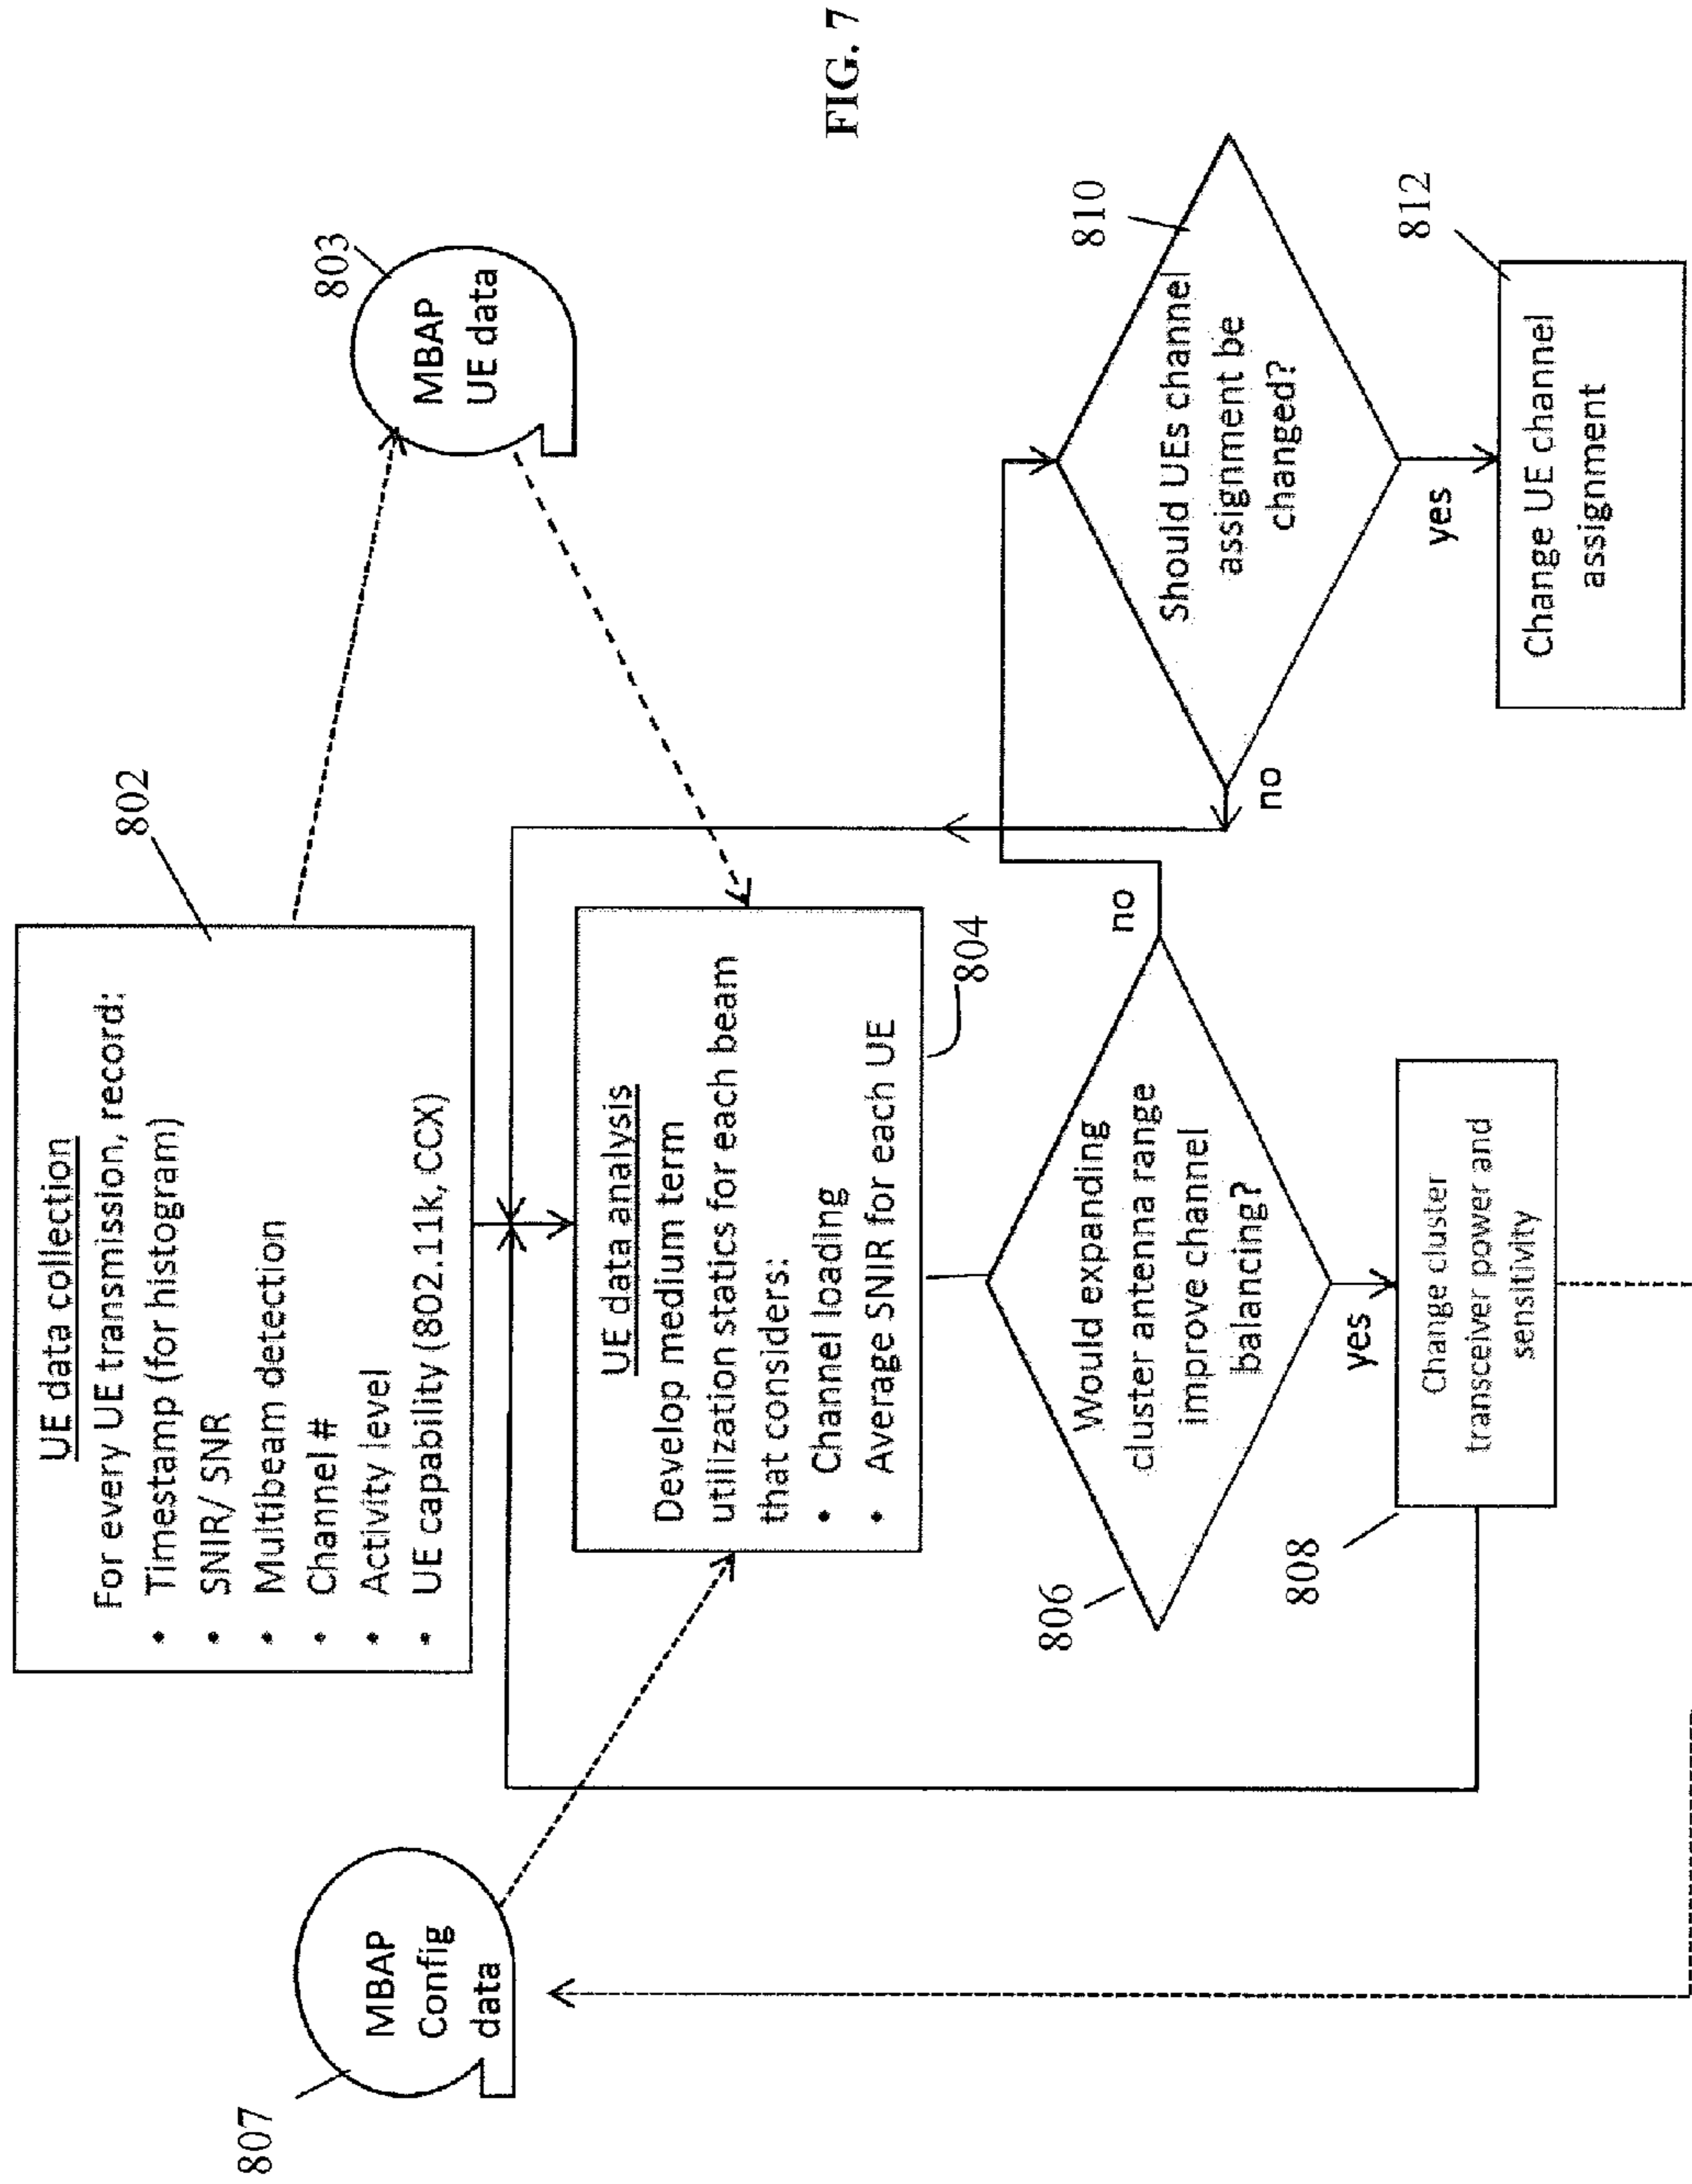 UE data collection
For every UE transmission, record:
• Timestamp (for histogram)
• SNIR/ SNR
• Multibeam detection
• Channel #
• Activity level
• UE capability (802.11k, CCX)
802
803
MBAP
UE data
807
MBAP
Config
data
UE data analysis
Develop medium term
utilization statics for each beam
that considers:
• Channel loading
• Average SNIR for each UE
804
806
Would expanding
cluster antenna range
improve channel
balancing?
no
yes
808
Change cluster
transceiver power and
sensitivity
810
Should UEs channel
assignment be
changed?
no
yes
812
Change UE channel
assignment
FIG. 7